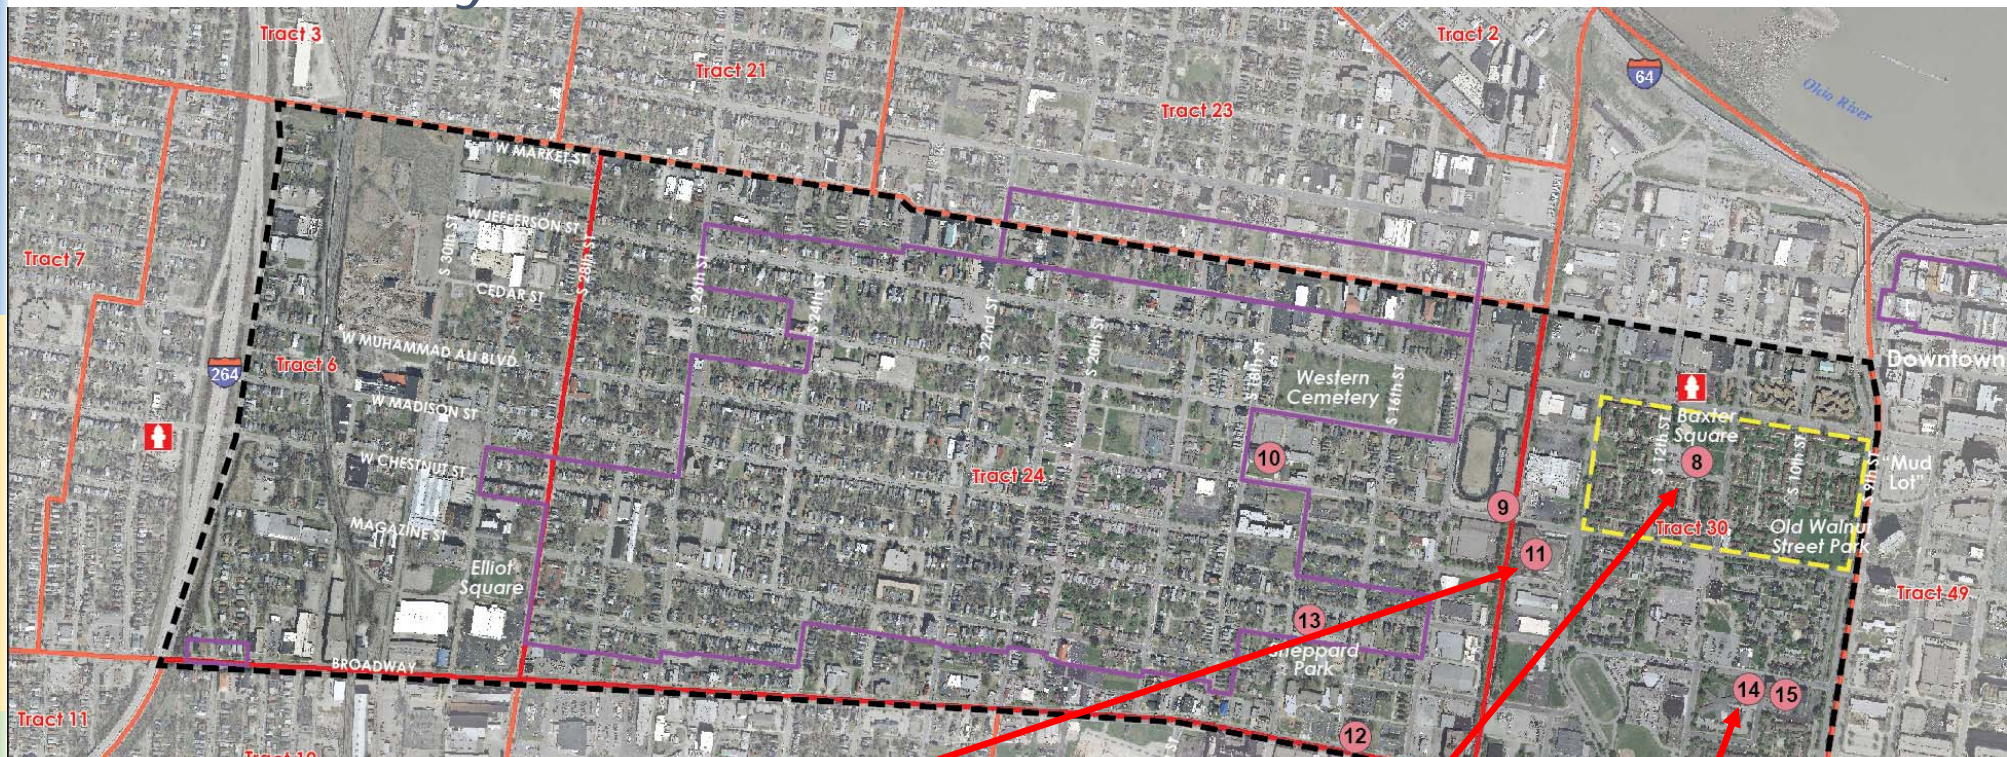 Tract 3
Tract 21
Tract 2
64
Ohio River
Tract 23
W MARKET ST
W JEFFERSON ST
S 30th ST
S 28th ST
CEDAR ST
S 26th ST
S 24th ST
S 22nd ST
S 20th ST
S 18th ST
S 16th ST
Tract 7
264
Tract 6
W MUHAMMAD ALI BLVD
W MADISON ST
W CHESTNUT ST
MAGAZINE ST
Western
Cemetery
Downtown
Baxter
Square
S 12th ST
S 10th ST
S 9th ST
"Mud
Lot"
8
10
Tract 24
9
11
Tract 30
Old Walnut
Street Park
Elliot
Square
13
Sheppard
Park
Tract 49
BROADWAY
14
15
12
Tract 11
ST